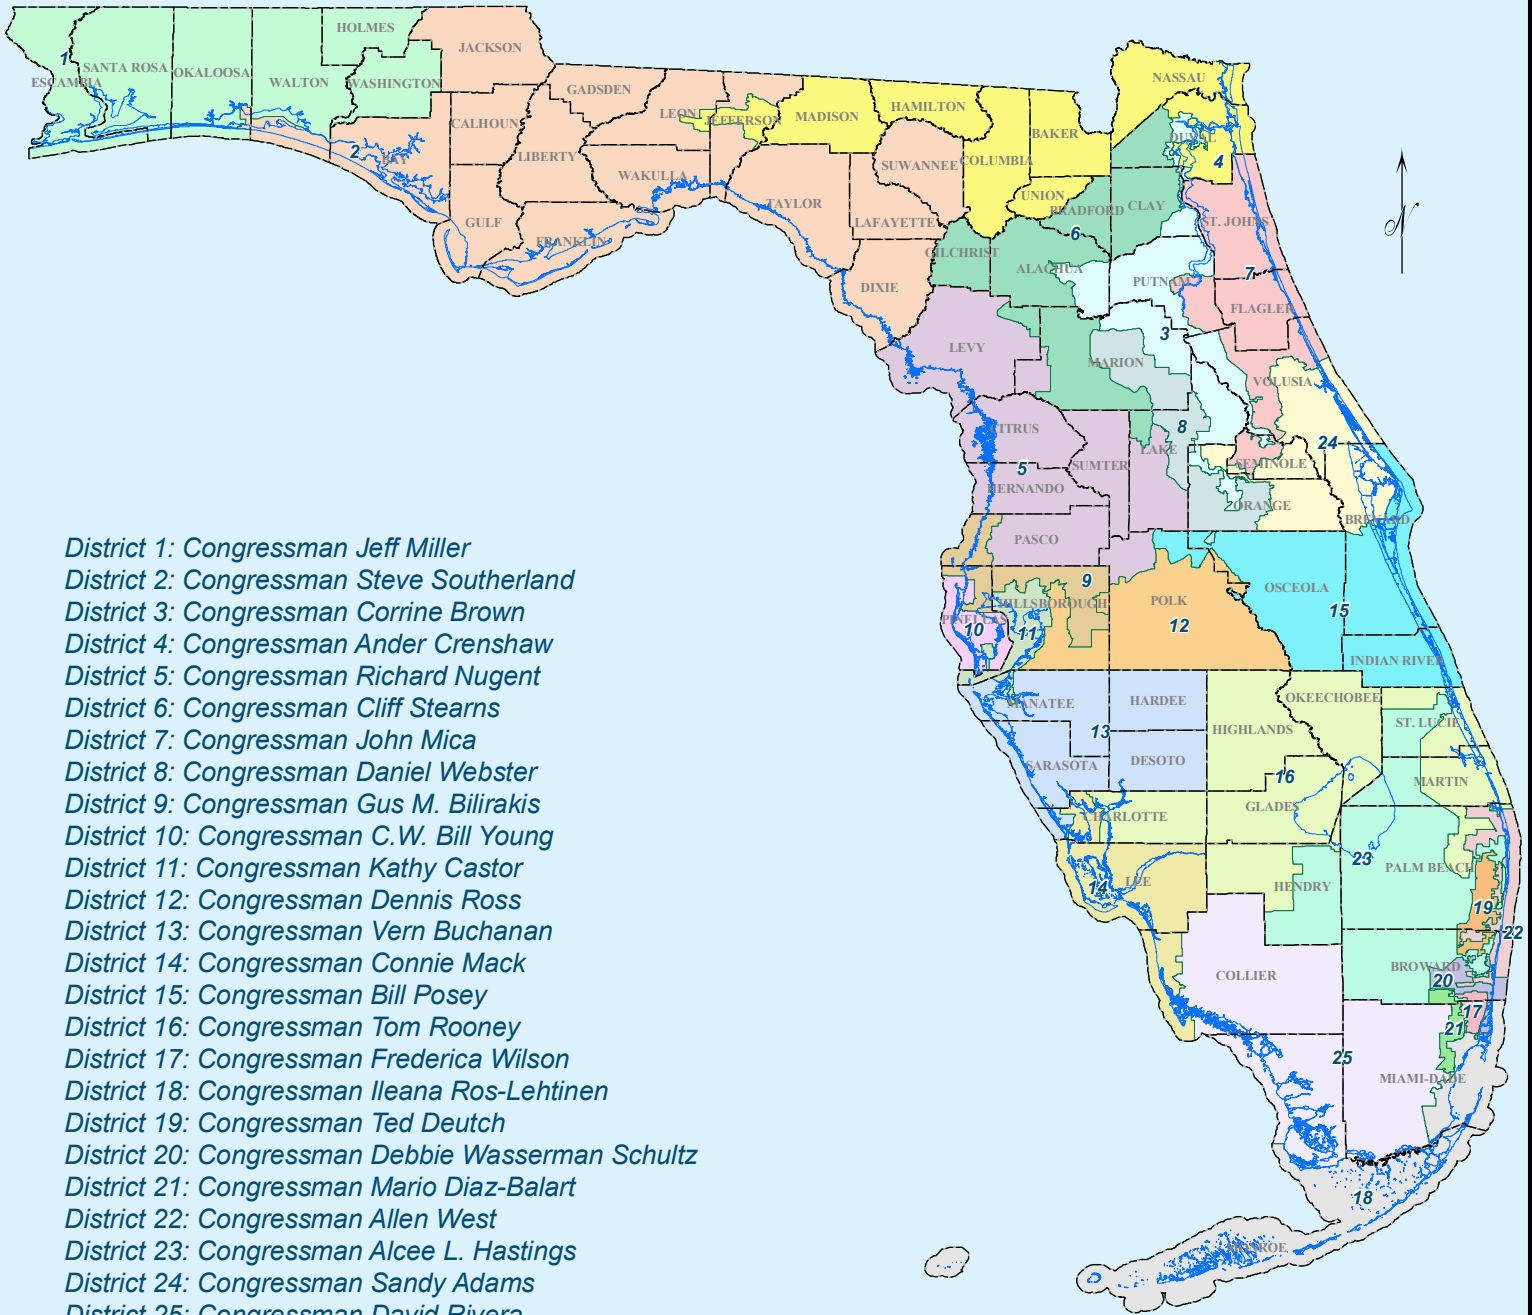 HOLMES
JACKSON
1
ESCAMBIA
SANTA ROSA
OKALOOSA
WALTON
WASHINGTON
GADSDEN
LEON
JEFFERSON
MADISON
HAMILTON
NASSAU
CALHOUN
BAKER
DUVAL
4
2
BAY
LIBERTY
WAKULLA
SUWANNEE
COLUMBIA
UNION
BRADFORD
CLAY
TAYLOR
LAFAYETTE
GULF
FRANKLIN
ST. JOHNS
6
GILCHRIST
ALACHUA
PUTNAM
7
DIXIE
FLAGLER
3
LEVY
MARION
VOLUSIA
CITRUS
8
24
LAKE
SUMTER
SEMINOLE
5
HERNANDO
ORANGE
BREVARD
PASCO
9
OSCEOLA
HILLSBOROUGH
POLK
15
PINELLAS
10
11
12
INDIAN RIVER
MANATEE
HARDEE
OKEECHOBEE
ST. LUCIE
13
HIGHLANDS
SARASOTA
DESOTO
16
MARTIN
CHARLOTTE
GLADES
23
PALM BEACH
14
LEE
HENDRY
19
22
COLLIER
BROWARD
20
17
21
25
MIAMI-DADE
18
MONROE
N
District 1: Congressman Jeff Miller
District 2: Congressman Steve Southerland
District 3: Congressman Corrine Brown
District 4: Congressman Ander Crenshaw
District 5: Congressman Richard Nugent
District 6: Congressman Cliff Stearns
District 7: Congressman John Mica
District 8: Congressman Daniel Webster
District 9: Congressman Gus M. Bilirakis
District 10: Congressman C.W. Bill Young
District 11: Congressman Kathy Castor
District 12: Congressman Dennis Ross
District 13: Congressman Vern Buchanan
District 14: Congressman Connie Mack
District 15: Congressman Bill Posey
District 16: Congressman Tom Rooney
District 17: Congressman Frederica Wilson
District 18: Congressman Ileana Ros-Lehtinen
District 19: Congressman Ted Deutch
District 20: Congressman Debbie Wasserman Schultz
District 21: Congressman Mario Diaz-Balart
District 22: Congressman Allen West
District 23: Congressman Alcee L. Hastings
District 24: Congressman Sandy Adams
District 25: Congressman David Rivera